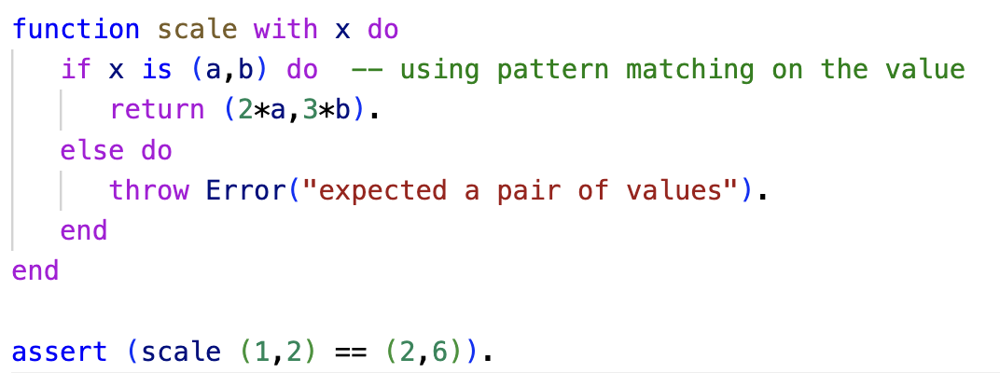 function scale with x do
if x is (a,b) do  -- using pattern matching on the value
return (2*a,3*b).
else do
throw Error("expected a pair of values").
end
end
assert (scale (1,2) == (2,6)).